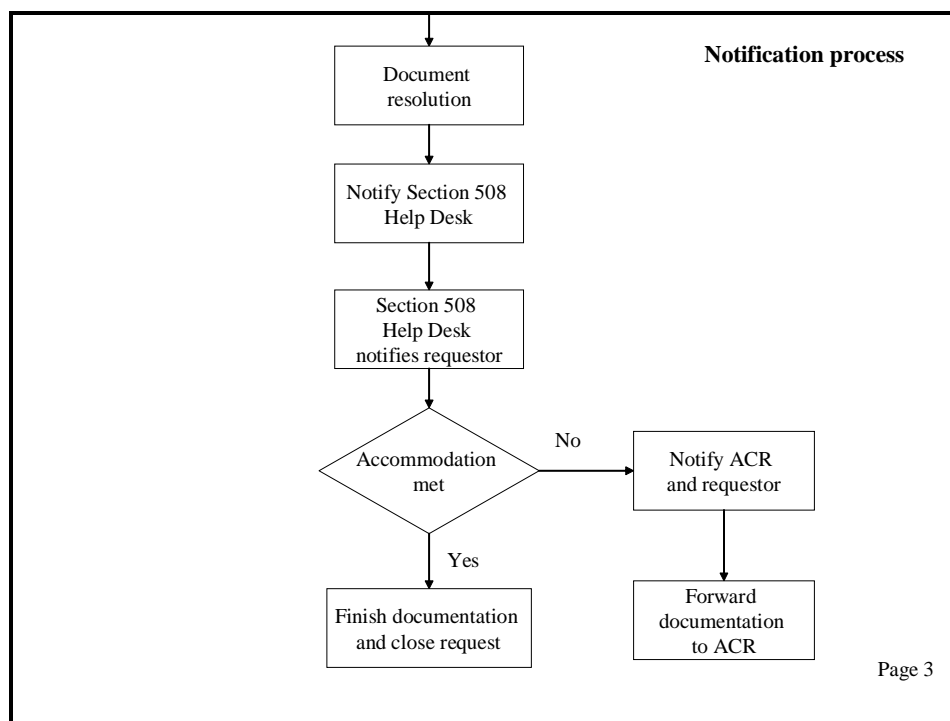 Notification process
Document
resolution
Notify Section 508
Help Desk
Section 508
Help Desk
notifies requestor
Accommodation
met
No
Notify ACR
and requestor
Yes
Finish documentation
and close request
Forward
documentation
to ACR
Page 3